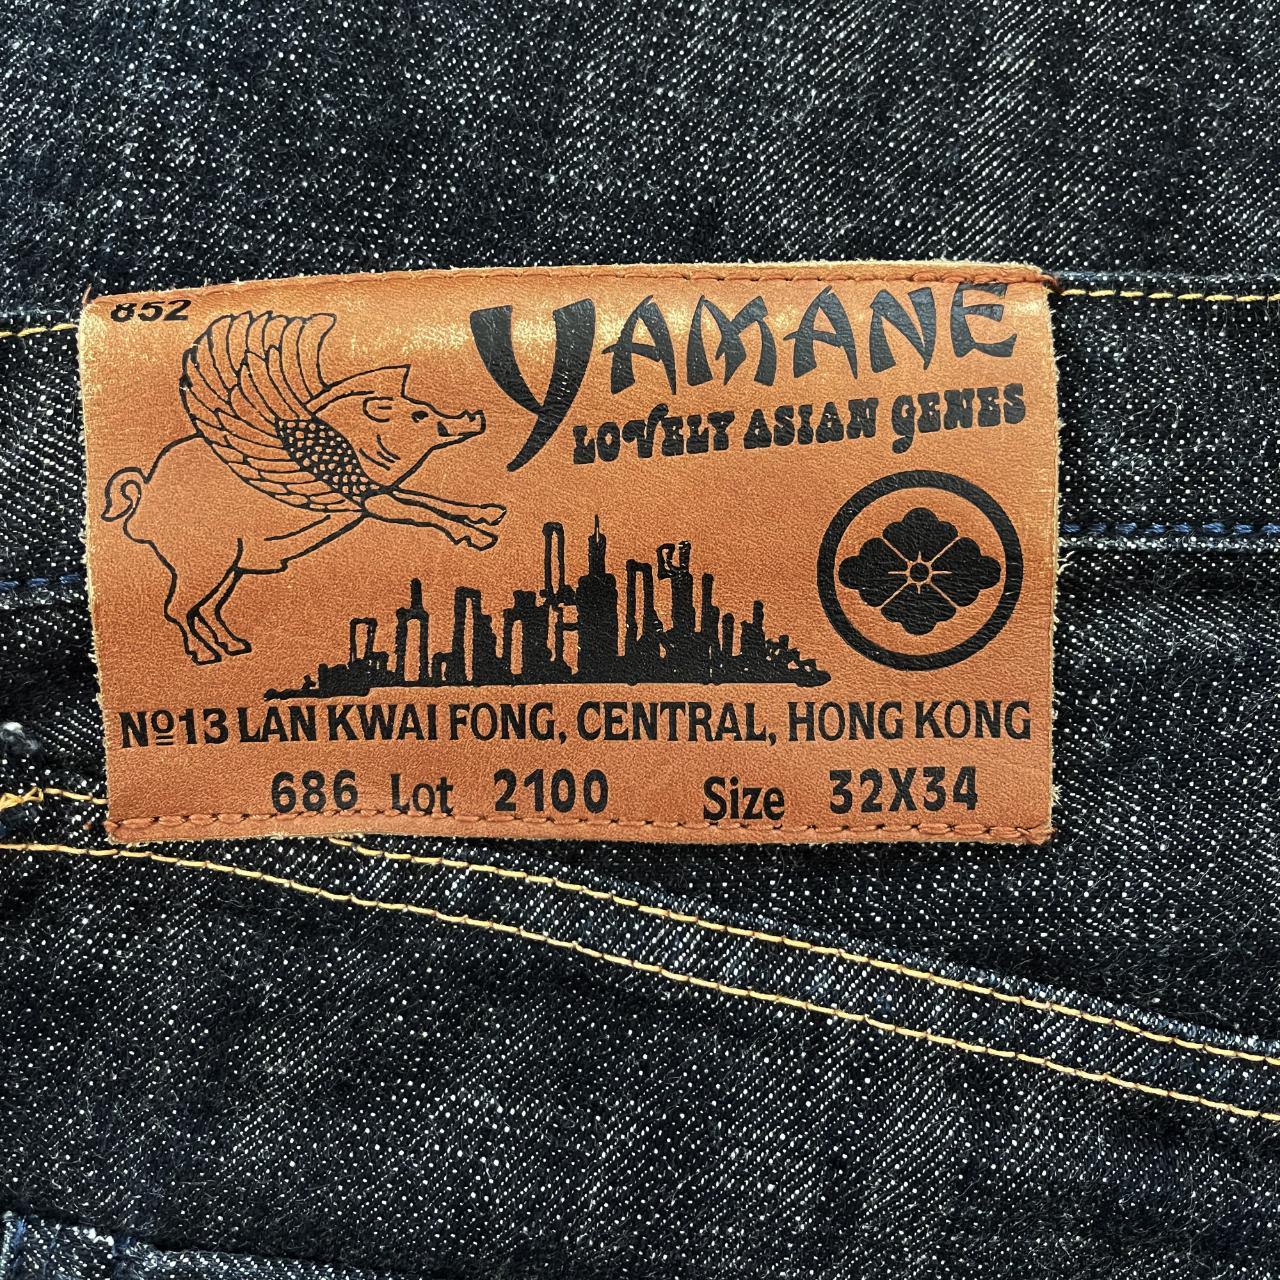 852
YAMANE
LOVELY ASIAN GENES
Nº13 LAN KWAI FONG, CENTRAL, HONG KONG
686 Lot 2100 Size 32X34